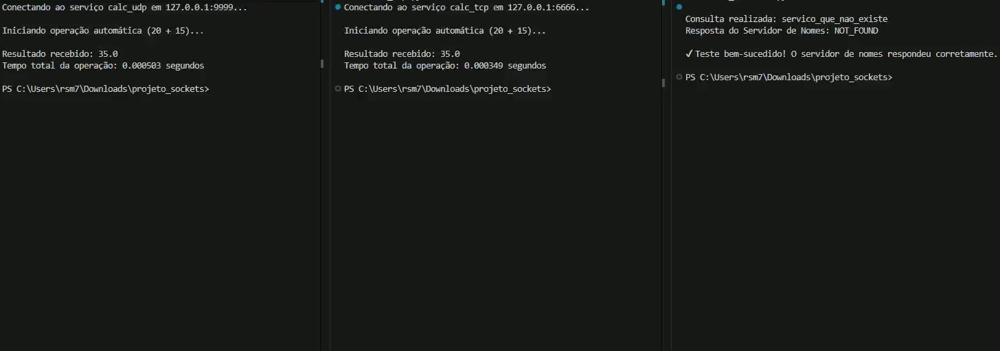 Conectando ao serviço calc_udp em 127.0.0.1:9999...
Iniciando operação automática (20 + 15)...
Resultado recebido: 35.0
Tempo total da operação: 0.000503 segundos
PS C:\Users\rsm7\Downloads\projeto_sockets>
Conectando ao serviço calc_tcp em 127.0.0.1:6666...
Iniciando operação automática (20 + 15)...
Resultado recebido: 35.0
Tempo total da operação: 0.000349 segundos
PS C:\Users\rsm7\Downloads\projeto_sockets>
Consulta realizada: servico_que_nao_existe
Resposta do Servidor de Nomes: NOT_FOUND
✓ Teste bem-sucedido! O servidor de nomes respondeu corretamente.
PS C:\Users\rsm7\Downloads\projeto_sockets>